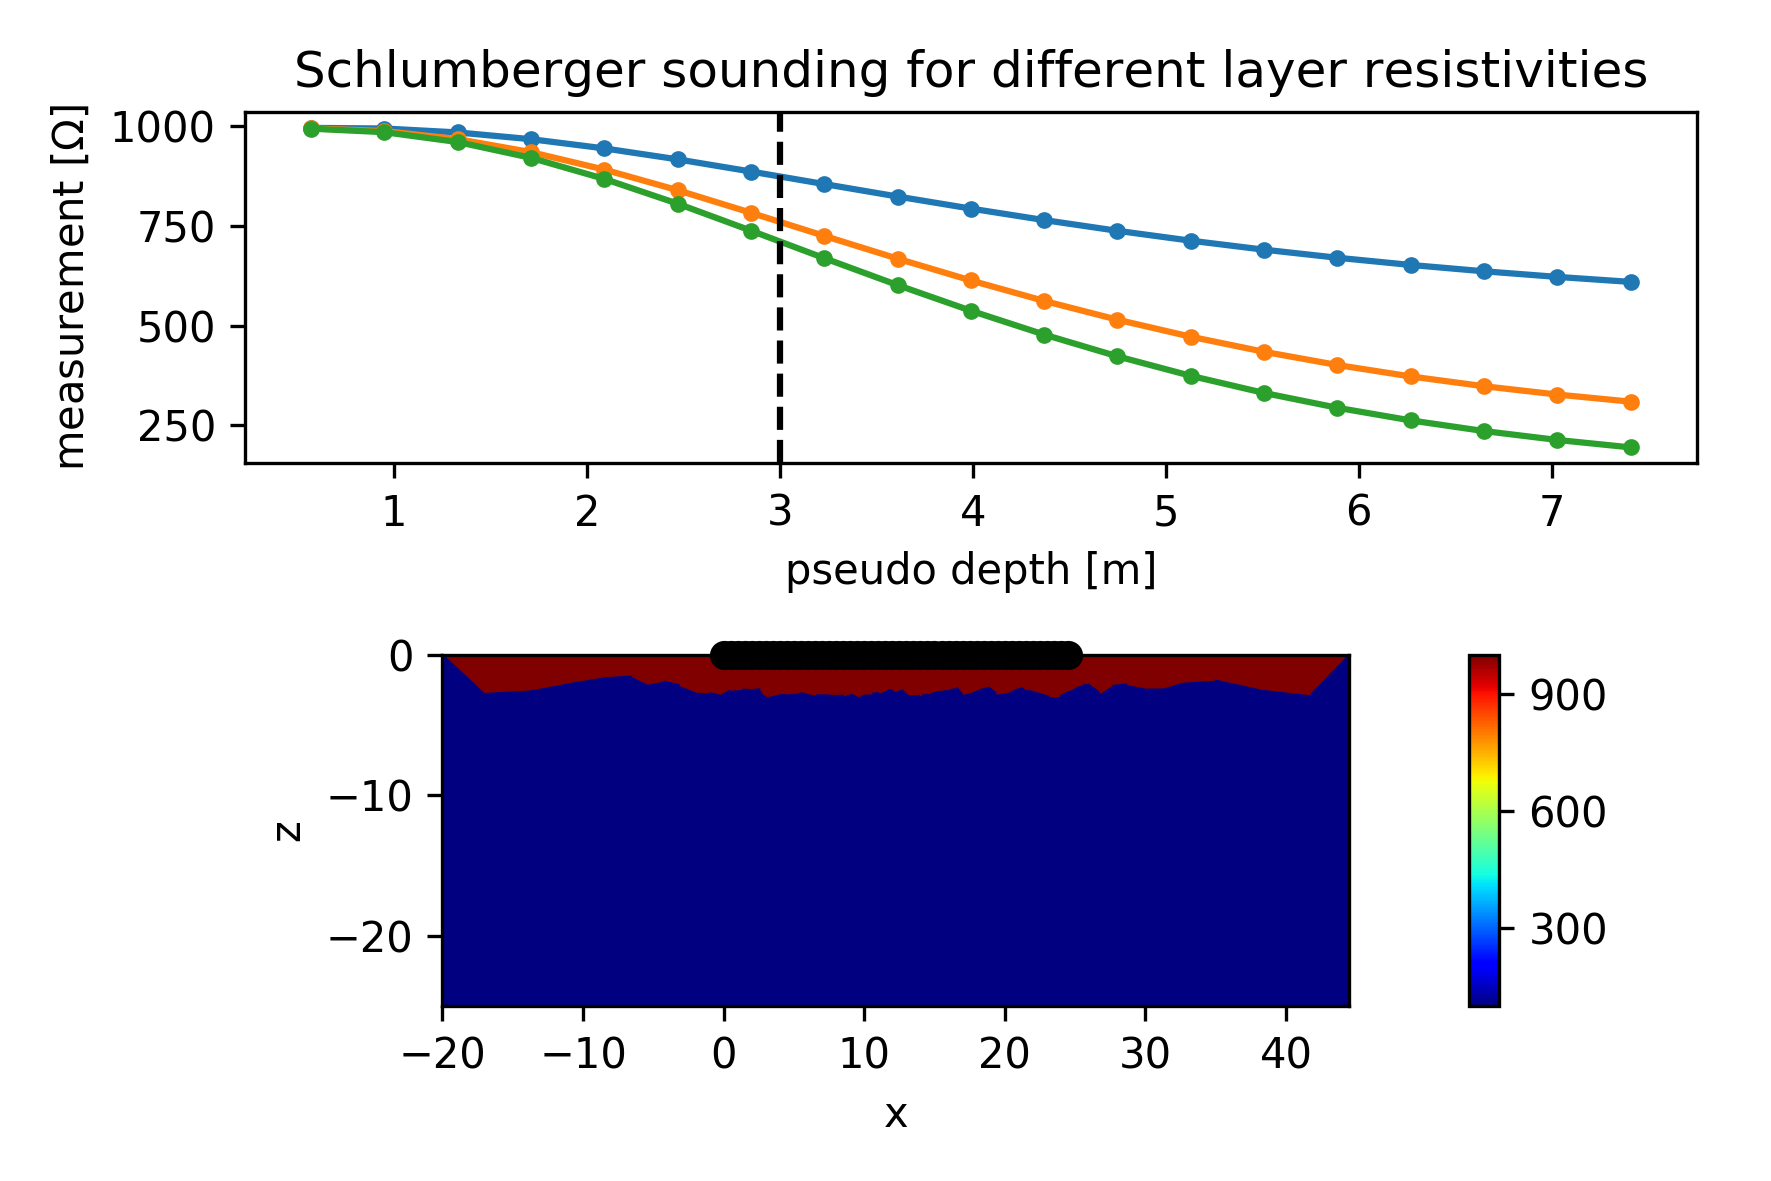 Schlumberger sounding for different layer resistivities
measurement [Ω]
1000
750
500
250
1 2 3 4 5 6 7
pseudo depth [m]
z
0
−10
−20
−20 −10 0 10 20 30 40
x
900
600
300